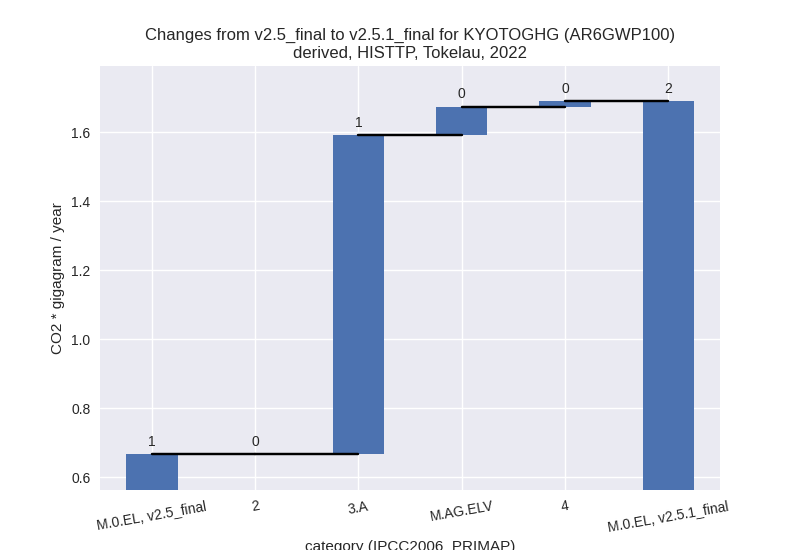 Changes from v2.5_final to v2.5.1_final for KYOTOGHG (AR6GWP100)
derived, HISTTP, Tokelau, 2022
CO2 * gigagram / year
1.6
1.4
1.2
1.0
0.8
0.6
1
0
1
0
0
2
M.0.EL, v2.5_final
2
3.A
M.AG.ELV
4
M.0.EL, v2.5.1_final
category (IPCC2006_PRIMAP)